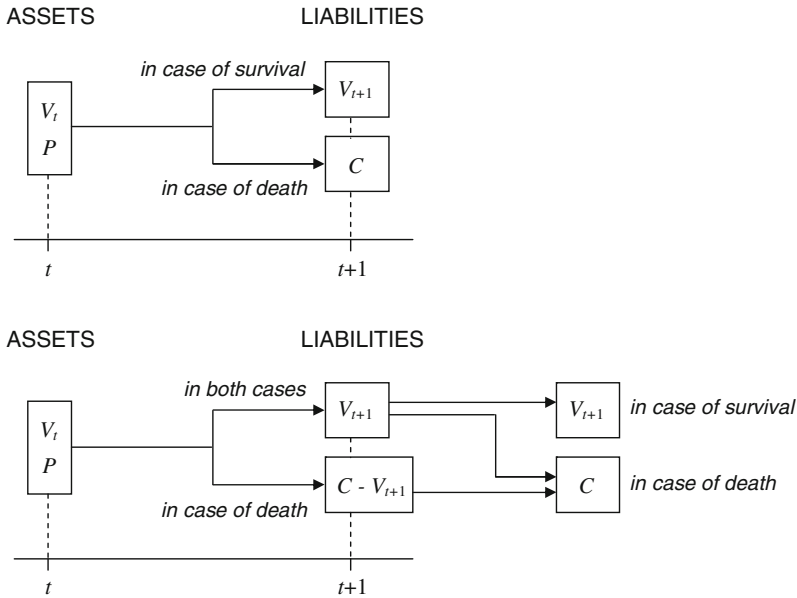 ASSETS LIABILITIES
in case of survival V_{t+1}
V_t
P
C
in case of death
t t+1
ASSETS LIABILITIES
in both cases V_{t+1} V_{t+1} in case of survival
V_t
P
C - V_{t+1} C in case of death
in case of death
t t+1